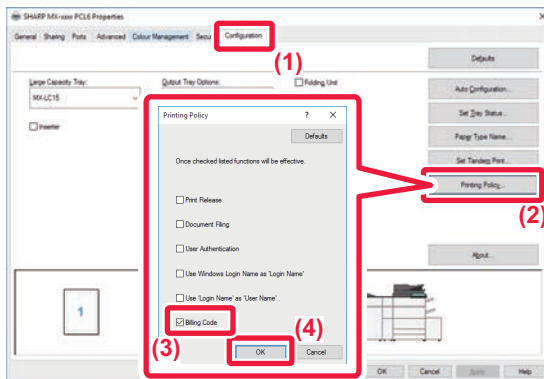 SHARP MX-xxxx PCL6 Properties
General Sharing Ports Advanced Colour Management Secu Configuration
(1)
Defaults
Large Capacity Tray: Output Tray Options: Folding Unit
MX-LC15
Auto Configuration...
Inserter
Set Tray Status...
Paper Type Name...
Set Tandem Print...
Printing Policy...
(2)
About...
Printing Policy ? ×
Defaults
Once checked listed functions will be effective.
Print Release
Document Filing
User Authentication
Use Windows Login Name as 'Login Name'
Use 'Login Name' as 'User Name'
Billing Code
(3)
(4)
OK Cancel
1
OK Cancel Apply Help